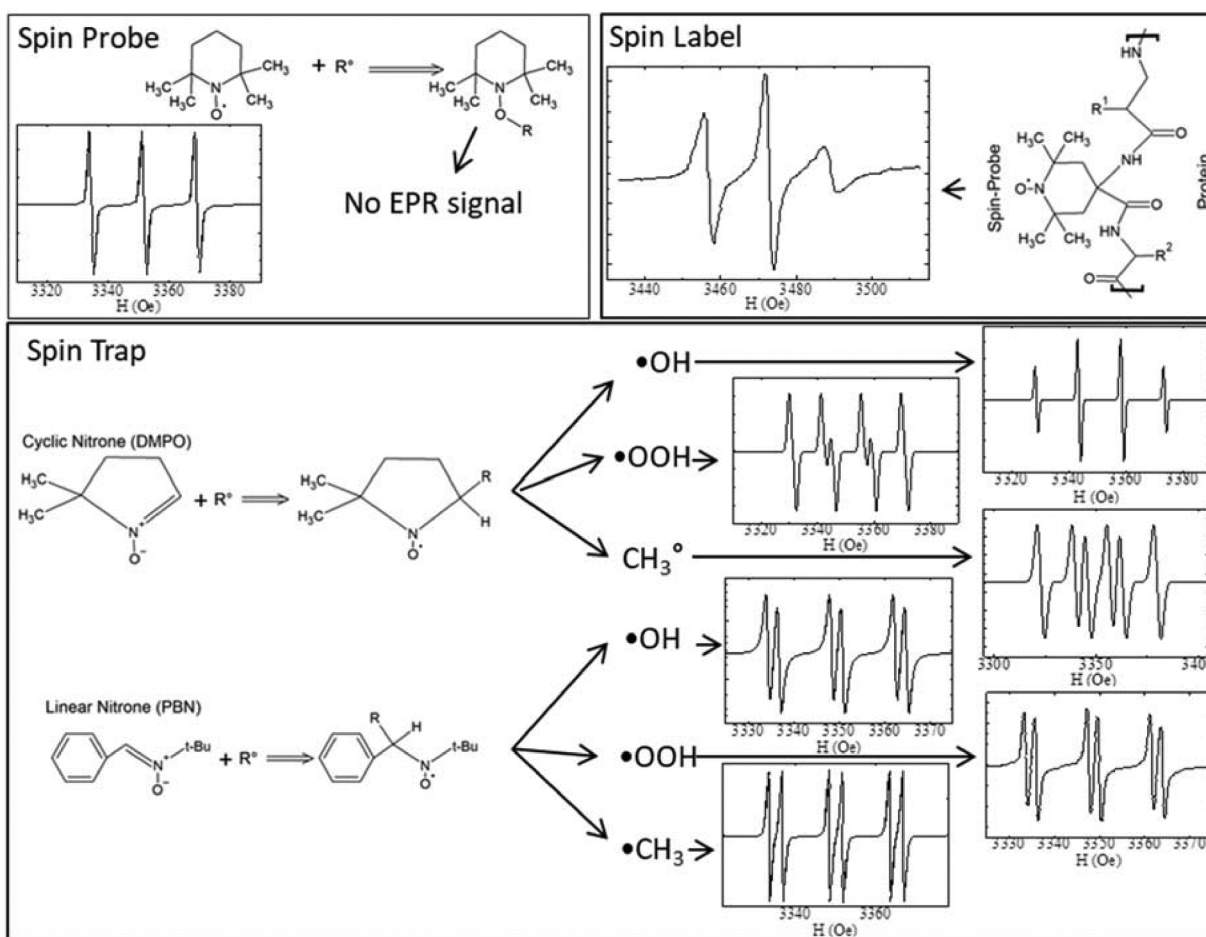 Spin Probe
CH₃
H₃C
N
CH₃
H₃C
O•
+ R°
CH₃
H₃C
N
CH₃
H₃C
O
R
No EPR signal
3320 3340 3360 3380
H (Oe)
Spin Label
3440 3460 3480 3500
H (Oe)
HN
R¹
O
CH₃
H₃C
NH
O•
N
H₃C
CH₃
O
HN
R²
O
Spin-Probe
Protein
Spin Trap
•OH
3320 3340 3360 3380
H (Oe)
Cyclic Nitrone (DMPO)
H₃C
H₃C
N⁺
O⁻
+ R°
H₃C
H₃C
R
H
N
O•
•OOH
3320 3340 3360 3380
H (Oe)
CH₃°
3300 3350 340
H (Oe)
•OH
3330 3340 3350 3360 3370
H (Oe)
Linear Nitrone (PBN)
t-Bu
N⁺
O⁻
+ R°
R
H
N
t-Bu
O•
•OOH
3330 3340 3350 3360 3370
H (Oe)
•CH₃
3340 3360
H (Oe)